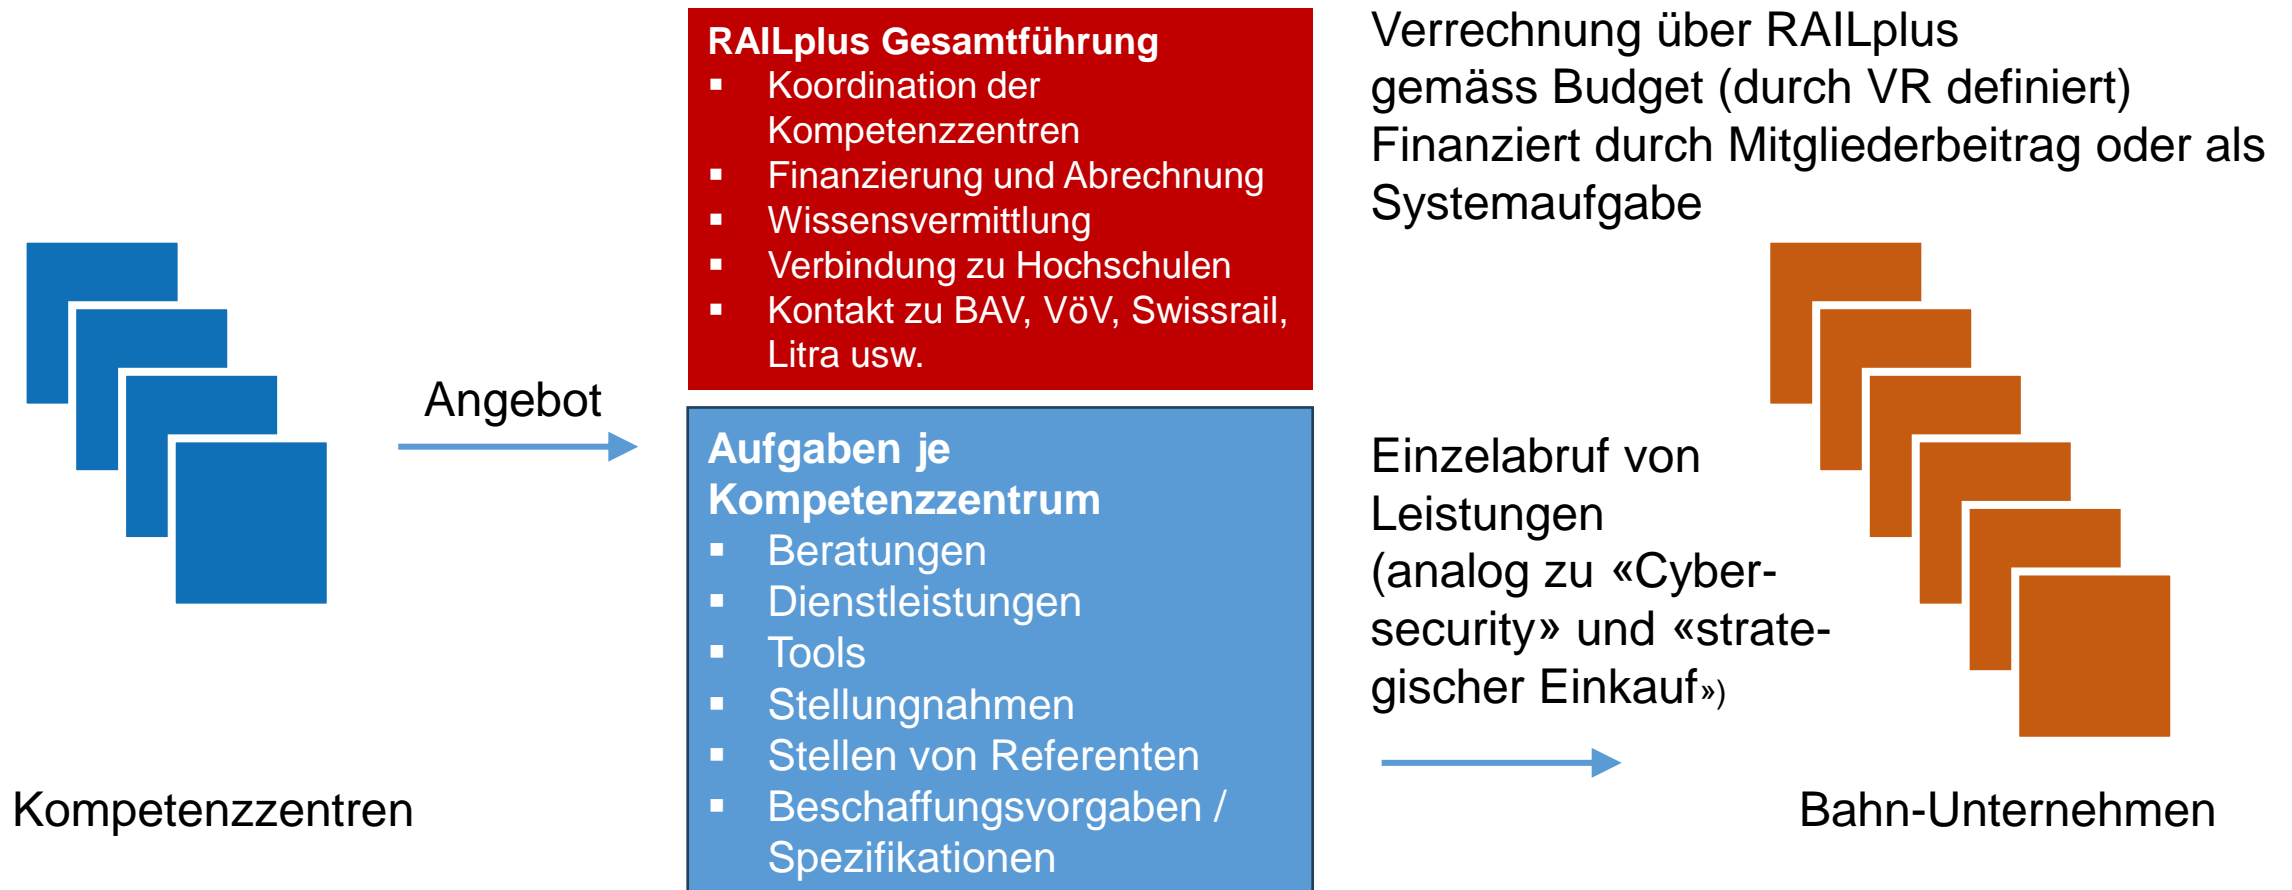 RAILplus Gesamtführung
▪ Koordination der
Kompetenzzentren
▪ Finanzierung und Abrechnung
▪ Wissensvermittlung
▪ Verbindung zu Hochschulen
▪ Kontakt zu BAV, VöV, Swissrail,
Litra usw.
Verrechnung über RAILplus
gemäss Budget (durch VR definiert)
Finanziert durch Mitgliederbeitrag oder als
Systemaufgabe
Angebot
Aufgaben je
Kompetenzzentrum
▪ Beratungen
▪ Dienstleistungen
▪ Tools
▪ Stellungnahmen
▪ Stellen von Referenten
▪ Beschaffungsvorgaben /
Spezifikationen
Einzelabruf von
Leistungen
(analog zu «Cyber-
security» und «strate-
gischer Einkauf»)
Kompetenzzentren
Bahn-Unternehmen